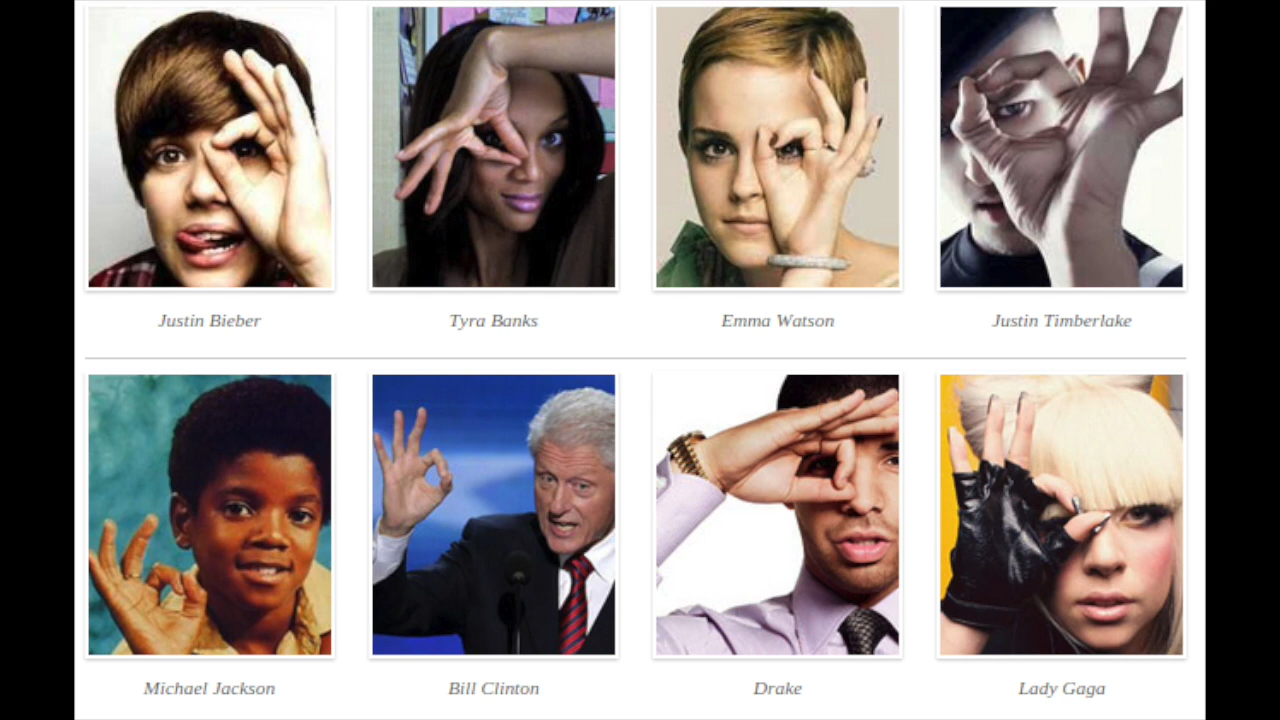 Justin Bieber Tyra Banks Emma Watson Justin Timberlake
Michael Jackson Bill Clinton Drake Lady Gaga